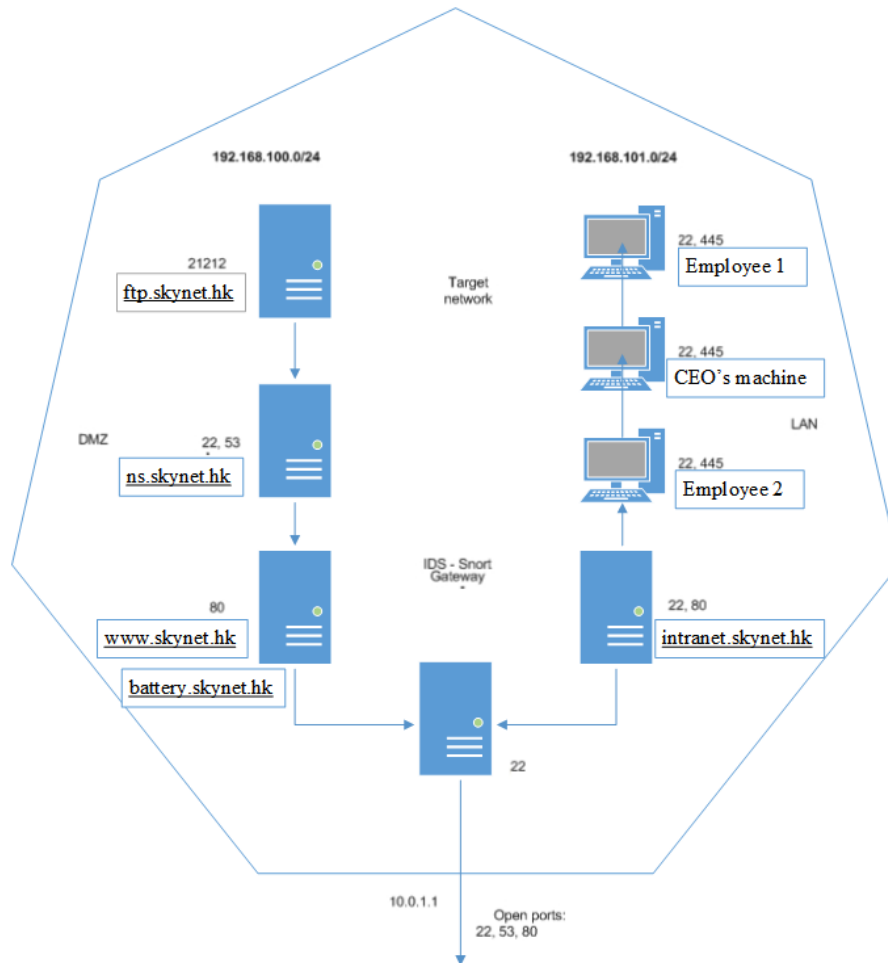 192.168.100.0/24
192.168.101.0/24
21212
ftp.skynet.hk
Target
network
22, 445
Employee 1
22, 445
CEO's machine
DMZ
22, 53
ns.skynet.hk
LAN
22, 445
Employee 2
IDS - Snort
Gateway
80
www.skynet.hk
battery.skynet.hk
22, 80
intranet.skynet.hk
22
10.0.1.1
Open ports:
22, 53, 80